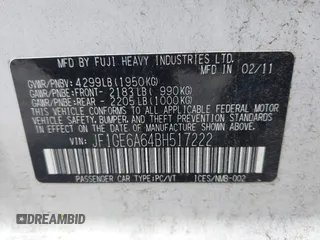 MFD BY FUJI HEAVY INDUSTRIES LTD.
MFD IN 02/11
GVWR/PNBV: 4299LB(1950KG)
GAWR/PNBE:FRONT- 2183LB( 990KG)
GAWR/PNBE:REAR - 2205LB(1000KG)
THIS VEHICLE CONFORMS TO ALL APPLICABLE
FEDERAL MOTOR VEHICLE SAFETY, BUMPER, AND
THEFT PREVENTION STANDARDS IN EFFECT ON THE
DATE OF MANUFACTURE SHOWN ABOVE.
VIN: JF1GE6A64BH517222
PASSENGER CAR TYPE:PC/VT ICES/NMB-002
DEALERS AUCTION HISTORY